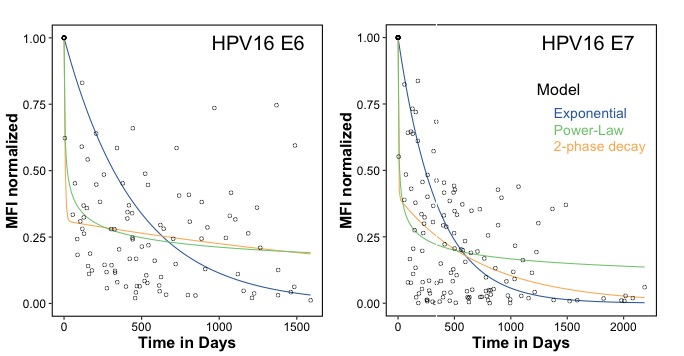 HPV16 E6
MFI normalized
1.00
0.75
0.50
0.25
0.00
0
500
1000
1500
Time in Days
HPV16 E7
MFI normalized
1.00
0.75
0.50
0.25
0.00
Model
Exponential
Power-Law
2-phase decay
0
500
1000
1500
2000
Time in Days